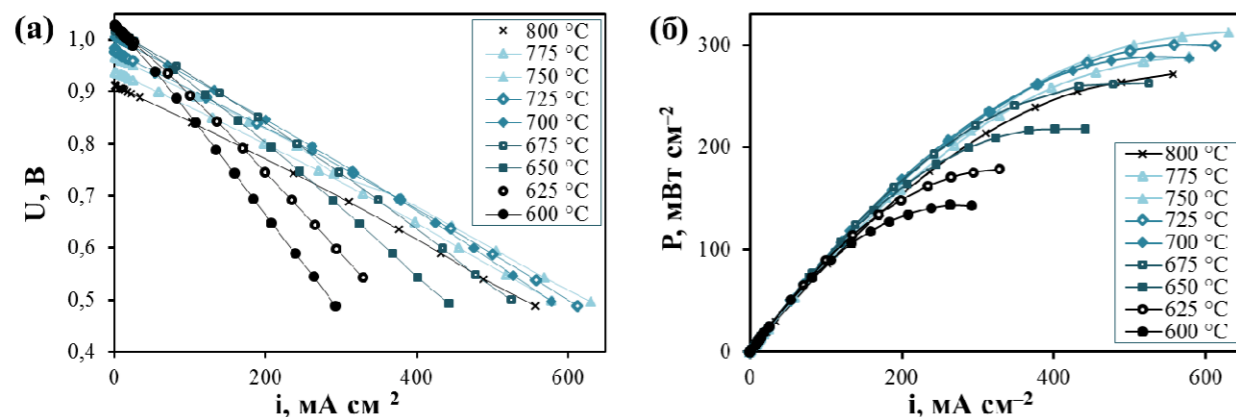 (а)
1,0
0,9
0,8
0,7
0,6
0,5
0,4
U, В
0
200
400
600
i, мА см ²
800 °C
775 °C
750 °C
725 °C
700 °C
675 °C
650 °C
625 °C
600 °C
(б)
300
200
100
0
P, мВт см⁻²
0
200
400
600
i, мА см⁻²
800 °C
775 °C
750 °C
725 °C
700 °C
675 °C
650 °C
625 °C
600 °C